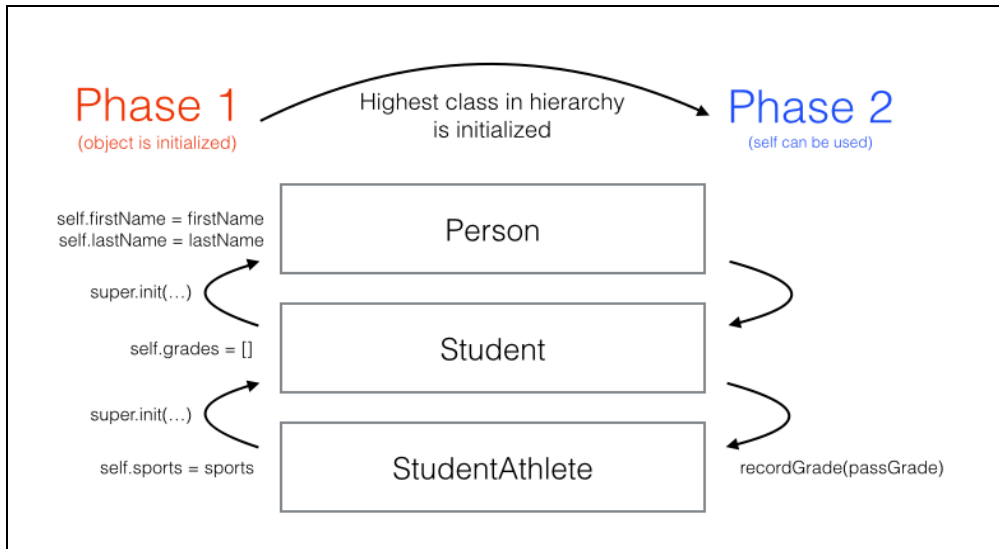 Phase 1
(object is initialized)
Highest class in hierarchy
is initialized
Phase 2
(self can be used)
self.firstName = firstName
self.lastName = lastName
Person
super.init(…)
self.grades = []
Student
super.init(…)
self.sports = sports
StudentAthlete
recordGrade(passGrade)